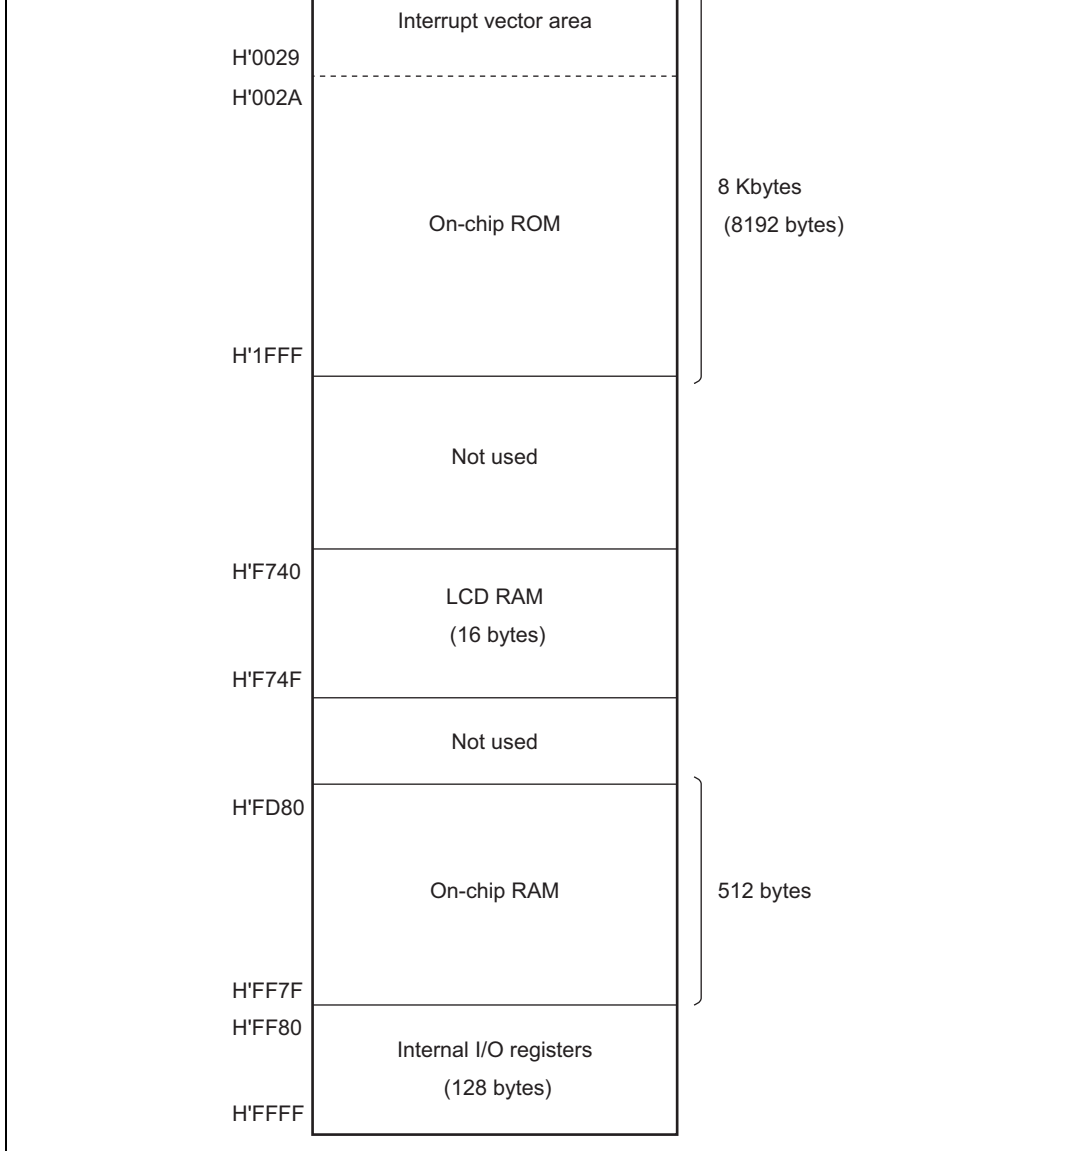 Interrupt vector area
H'0029
H'002A
8 Kbytes
On-chip ROM
(8192 bytes)
H'1FFF
Not used
H'F740
LCD RAM
(16 bytes)
H'F74F
Not used
H'FD80
On-chip RAM
512 bytes
H'FF7F
H'FF80
Internal I/O registers
(128 bytes)
H'FFFF